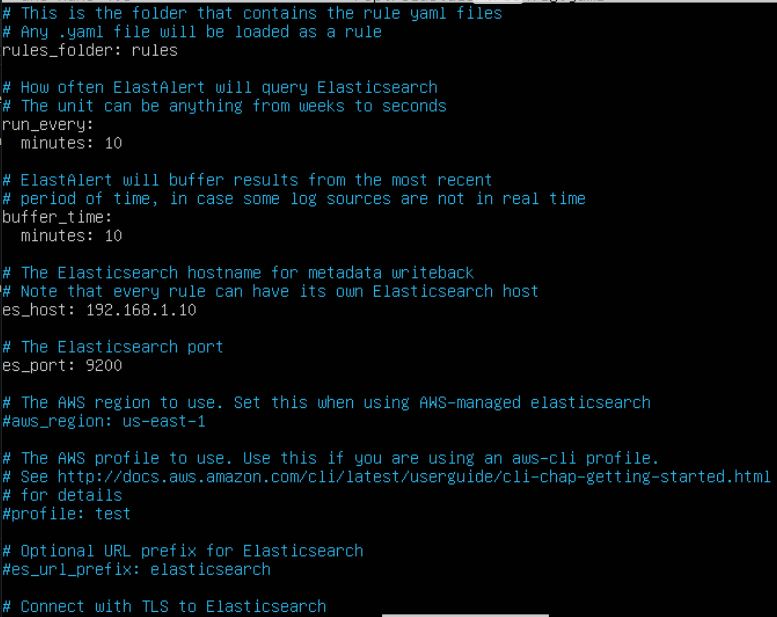 # This is the folder that contains the rule yaml files
# Any .yaml file will be loaded as a rule
rules_folder: rules
# How often ElastAlert will query Elasticsearch
# The unit can be anything from weeks to seconds
run_every:
minutes: 10
# ElastAlert will buffer results from the most recent
# period of time, in case some log sources are not in real time
buffer_time:
minutes: 10
# The Elasticsearch hostname for metadata writeback
# Note that every rule can have its own Elasticsearch host
es_host: 192.168.1.10
# The Elasticsearch port
es_port: 9200
# The AWS region to use. Set this when using AWS-managed elasticsearch
#aws_region: us-east-1
# The AWS profile to use. Use this if you are using an aws-cli profile.
# See http://docs.aws.amazon.com/cli/latest/userguide/cli-chap-getting-started.html
# for details
#profile: test
# Optional URL prefix for Elasticsearch
#es_url_prefix: elasticsearch
# Connect with TLS to Elasticsearch